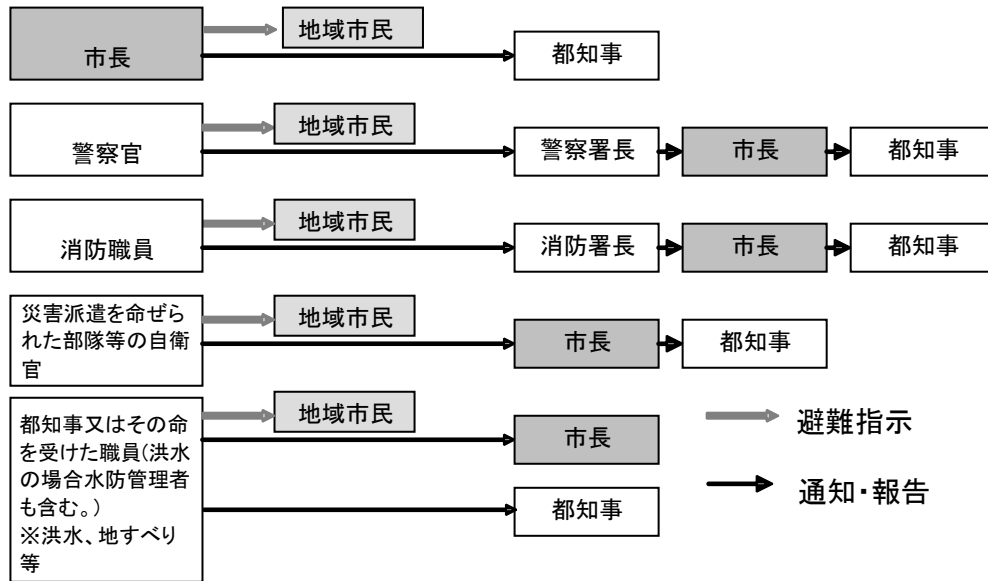 地域市民
市長
都知事
地域市民
警察官
警察署長
市長
都知事
地域市民
消防職員
消防署長
市長
都知事
災害派遣を命ぜら
れた部隊等の自衛
官
地域市民
市長
都知事
都知事又はその命
を受けた職員(洪水
の場合水防管理者
も含む。)
※洪水、地すべり
等
地域市民
市長
都知事
避難指示
通知・報告